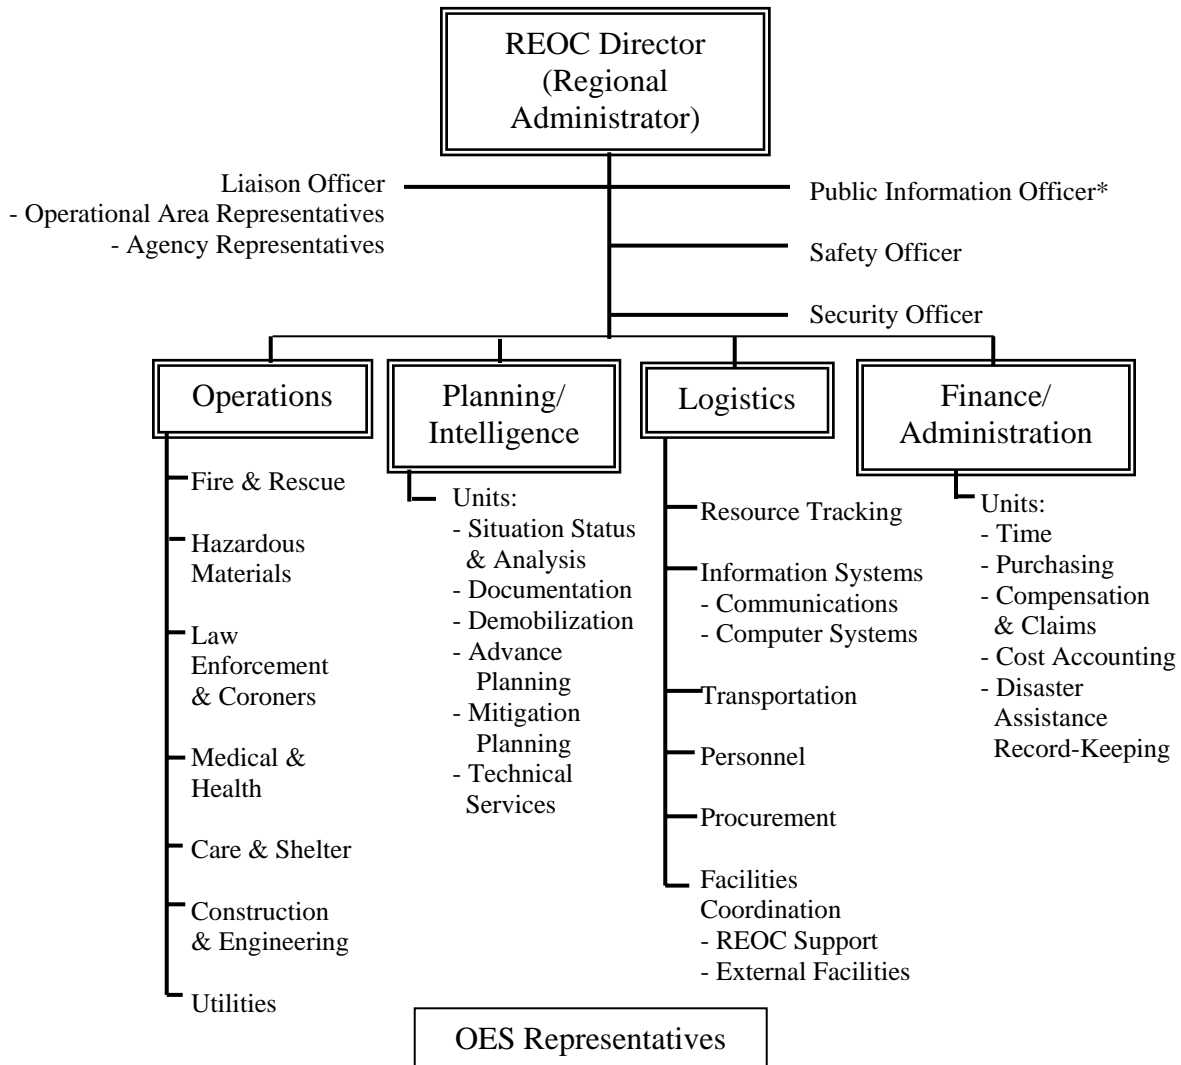 REOC Director
(Regional
Administrator)
Liaison Officer
- Operational Area Representatives
- Agency Representatives
Public Information Officer*
Safety Officer
Security Officer
Operations
Fire & Rescue
Hazardous
Materials
Law
Enforcement
& Coroners
Medical &
Health
Care & Shelter
Construction
& Engineering
Utilities
Planning/
Intelligence
Units:
- Situation Status
& Analysis
- Documentation
- Demobilization
- Advance
Planning
- Mitigation
Planning
- Technical
Services
Logistics
Resource Tracking
Information Systems
- Communications
- Computer Systems
Transportation
Personnel
Procurement
Facilities
Coordination
- REOC Support
- External Facilities
Finance/
Administration
Units:
- Time
- Purchasing
- Compensation
& Claims
- Cost Accounting
- Disaster
Assistance
Record-Keeping
OES Representatives